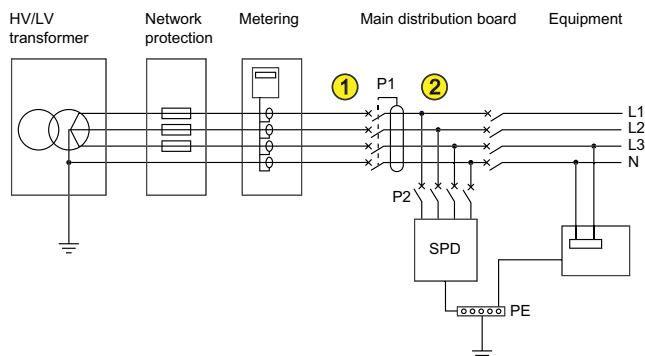 HV/LV
transformer
Network
protection
Metering
Main distribution board
Equipment
1
P1
2
L1
L2
L3
N
P2
SPD
PE